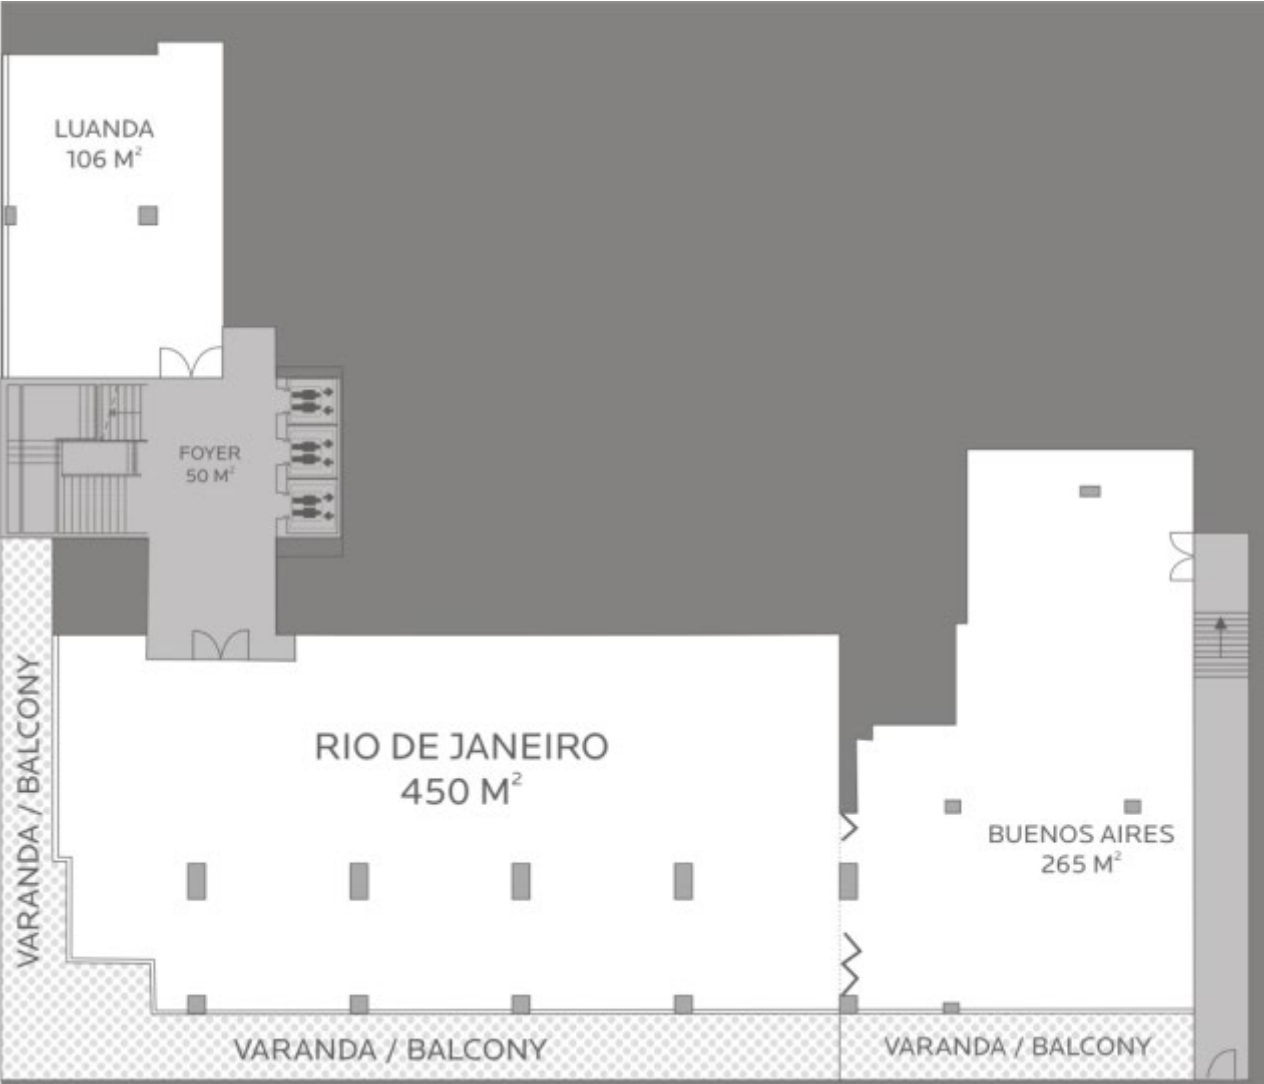 LUANDA
106 M²
FOYER
50 M²
RIO DE JANEIRO
450 M²
BUENOS AIRES
265 M²
VARANDA / BALCONY
VARANDA / BALCONY
VARANDA / BALCONY